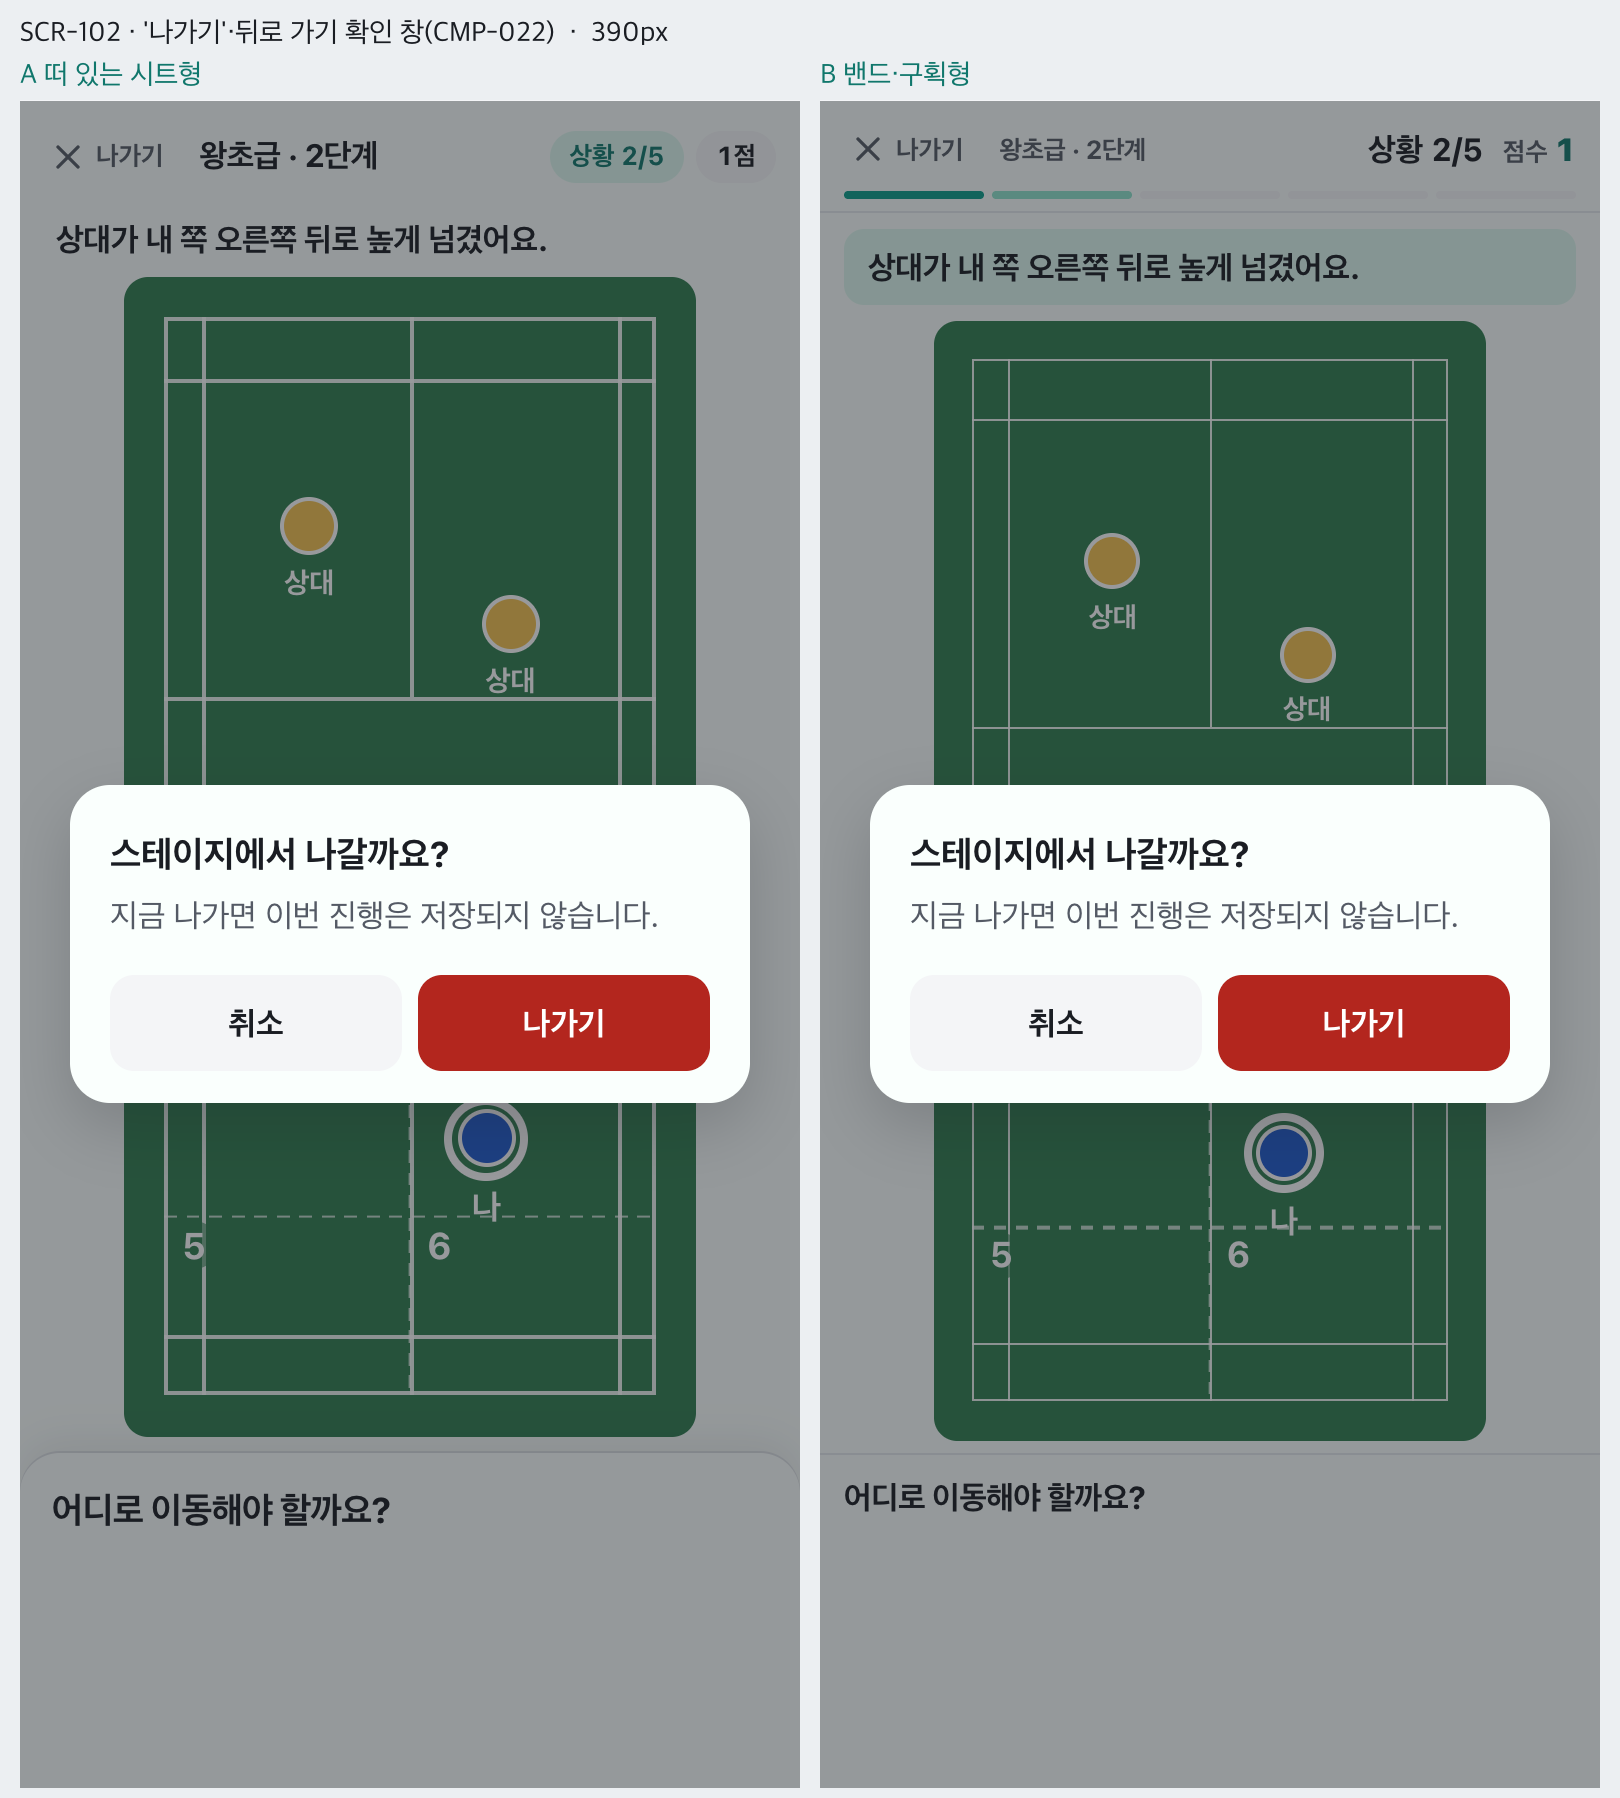 SCR-102 · '나가기'·뒤로 가기 확인 창(CMP-022) · 390px
A 떠 있는 시트형
나가기 왕초급 · 2단계 상황 2/5 1점
상대가 내 쪽 오른쪽 뒤로 높게 넘겼어요.
상대
상대
스테이지에서 나갈까요?
지금 나가면 이번 진행은 저장되지 않습니다.
취소 나가기
나
5 6
어디로 이동해야 할까요?
B 밴드·구획형
나가기 왕초급 · 2단계 상황 2/5 점수 1
상대가 내 쪽 오른쪽 뒤로 높게 넘겼어요.
상대
상대
스테이지에서 나갈까요?
지금 나가면 이번 진행은 저장되지 않습니다.
취소 나가기
나
5 6
어디로 이동해야 할까요?